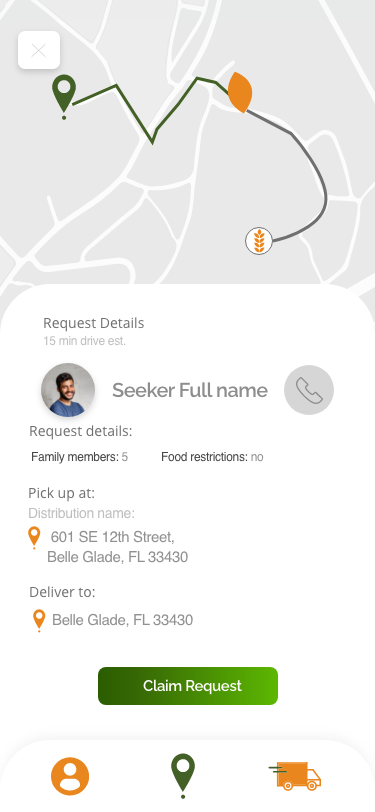 Request Details
15 min drive est.
Seeker Full name
Request details:
Family members: 5 Food restrictions: no
Pick up at:
Distribution name:
601 SE 12th Street,
Belle Glade, FL 33430
Deliver to:
Belle Glade, FL 33430
Claim Request